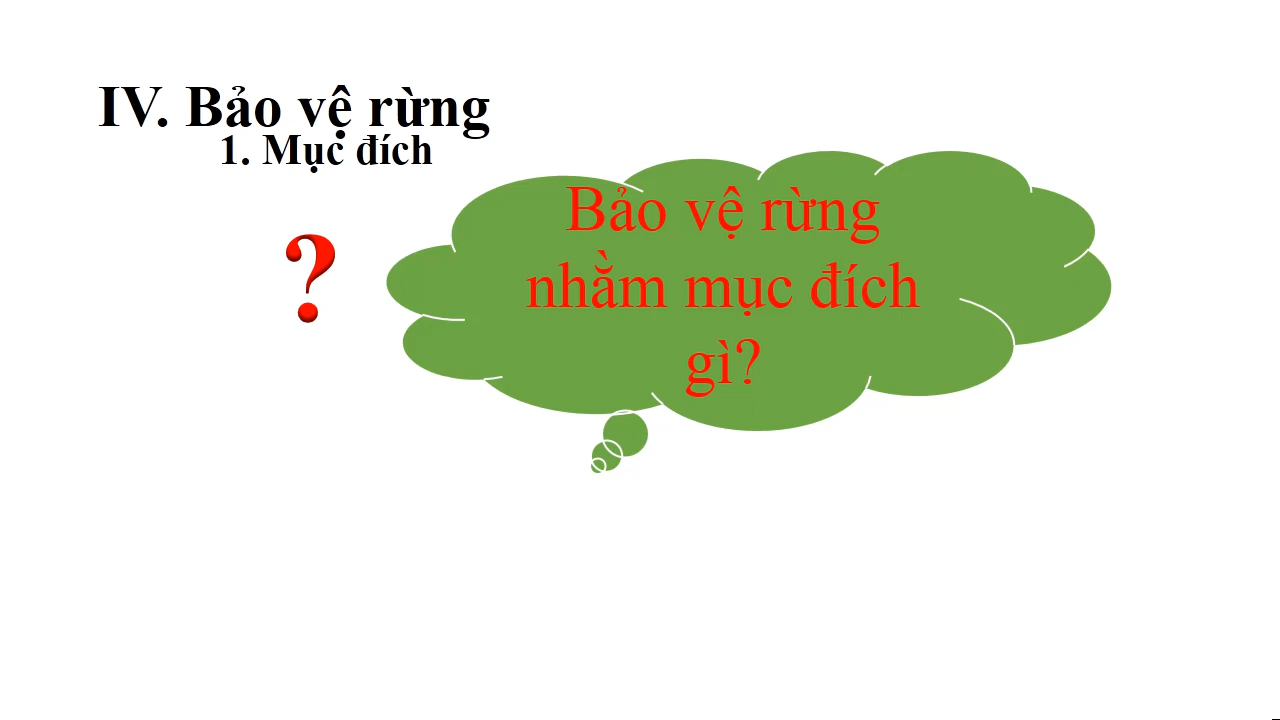 IV. Bảo vệ rừng
1. Mục đích
?
Bảo vệ rừng
nhằm mục đích
gì?